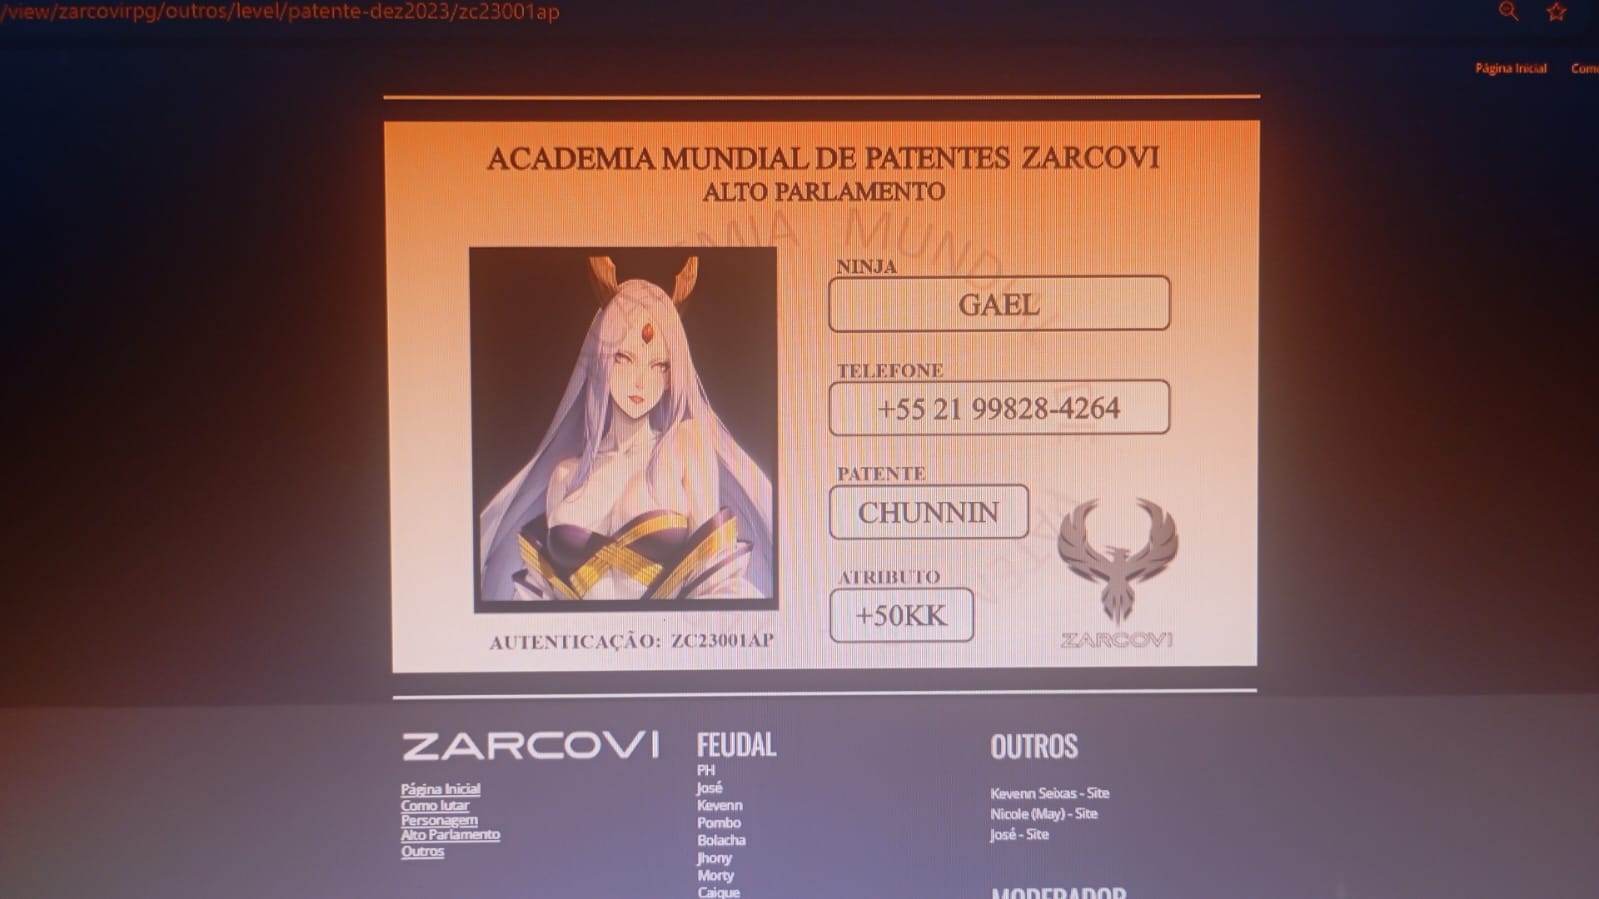 /view/zarcovirpg/outros/level/patente-dez2023/zc23001ap
Página Inicial
ACADEMIA MUNDIAL DE PATENTES ZARCOVI
ALTO PARLAMENTO
MUND
NINJA
GAEL
TELEFONE
+55 21 99828-4264
PATENTE
CHUNNIN
ATRIBUTO
+50KK
ZARCOVI
AUTENTICAÇÃO: ZC23001AP
ZARCOVI
Página Inicial
Como lutar
Personagem
Alto Parlamento
Outros
FEUDAL
PH
José
Kevenn
Pombo
Bolacha
Jhony
Morty
Caique
OUTROS
Kevenn Seixas - Site
Nicole (May) - Site
José - Site
MODERADOR